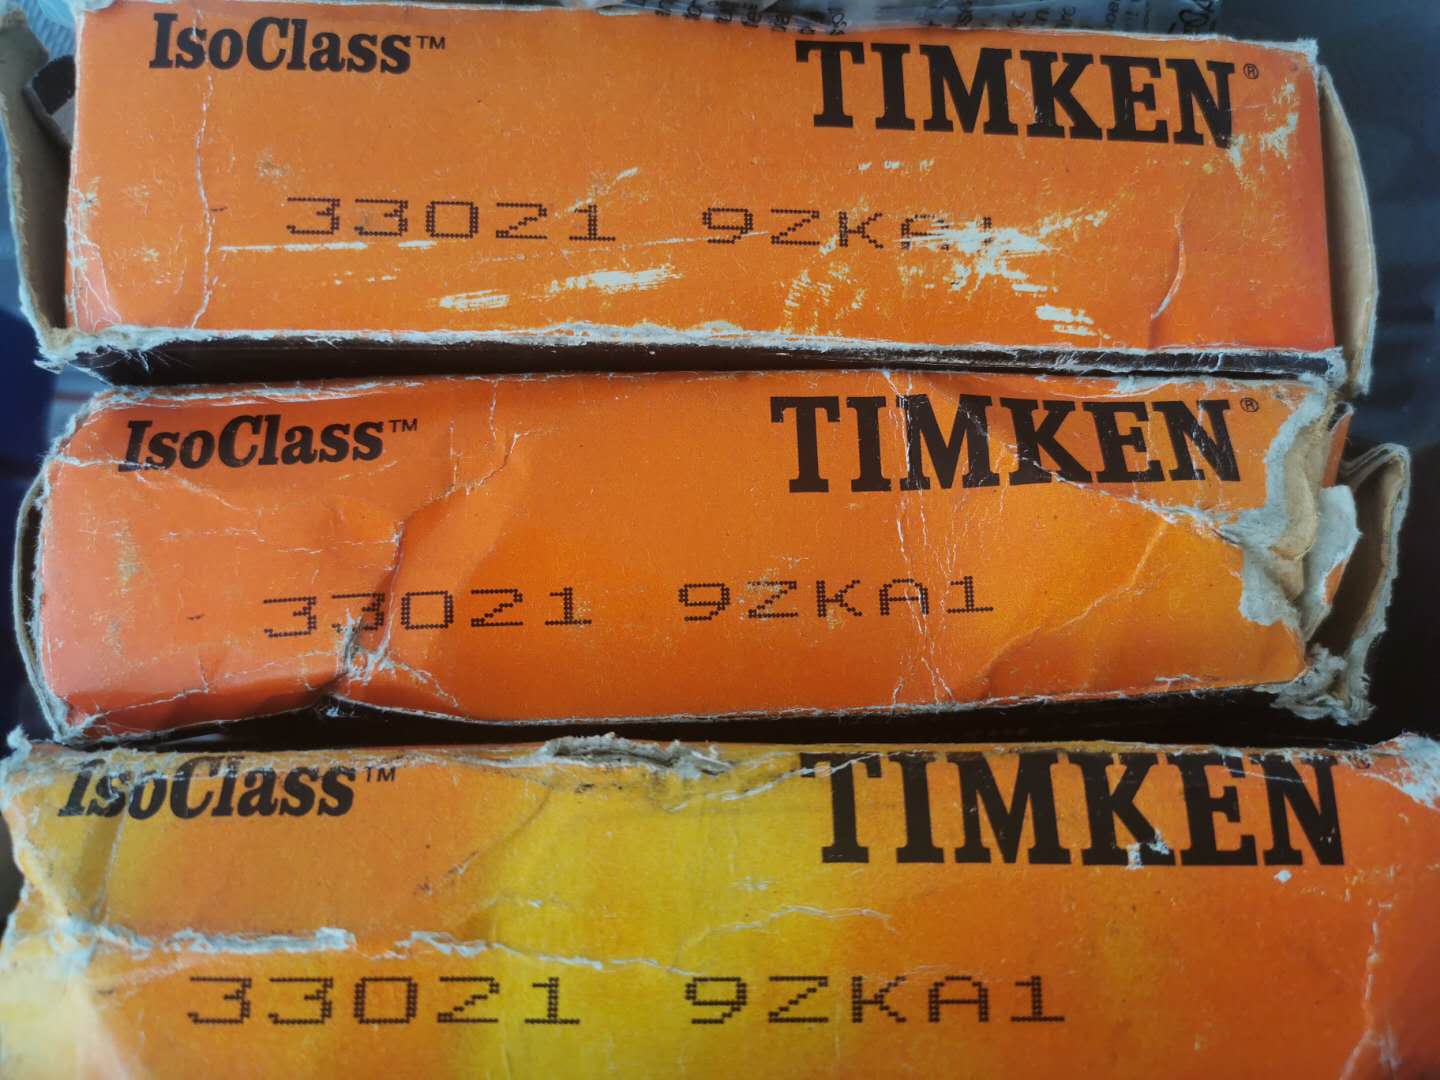 IsoClass™ TIMKEN®
33021 9ZKA1
IsoClass™ TIMKEN®
33021 9ZKA1
IsoClass™ TIMKEN
33021 9ZKA1